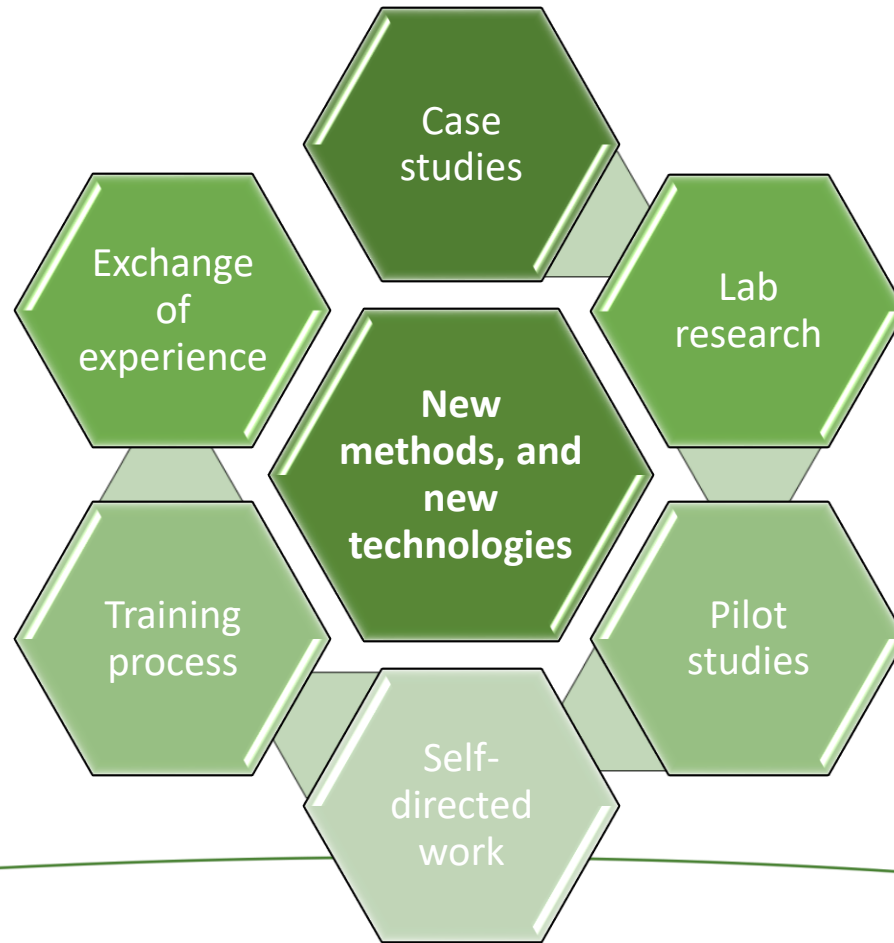 Case
studies
Exchange
of
experience
Lab
research
New
methods, and
new
technologies
Training
process
Pilot
studies
Self-
directed
work